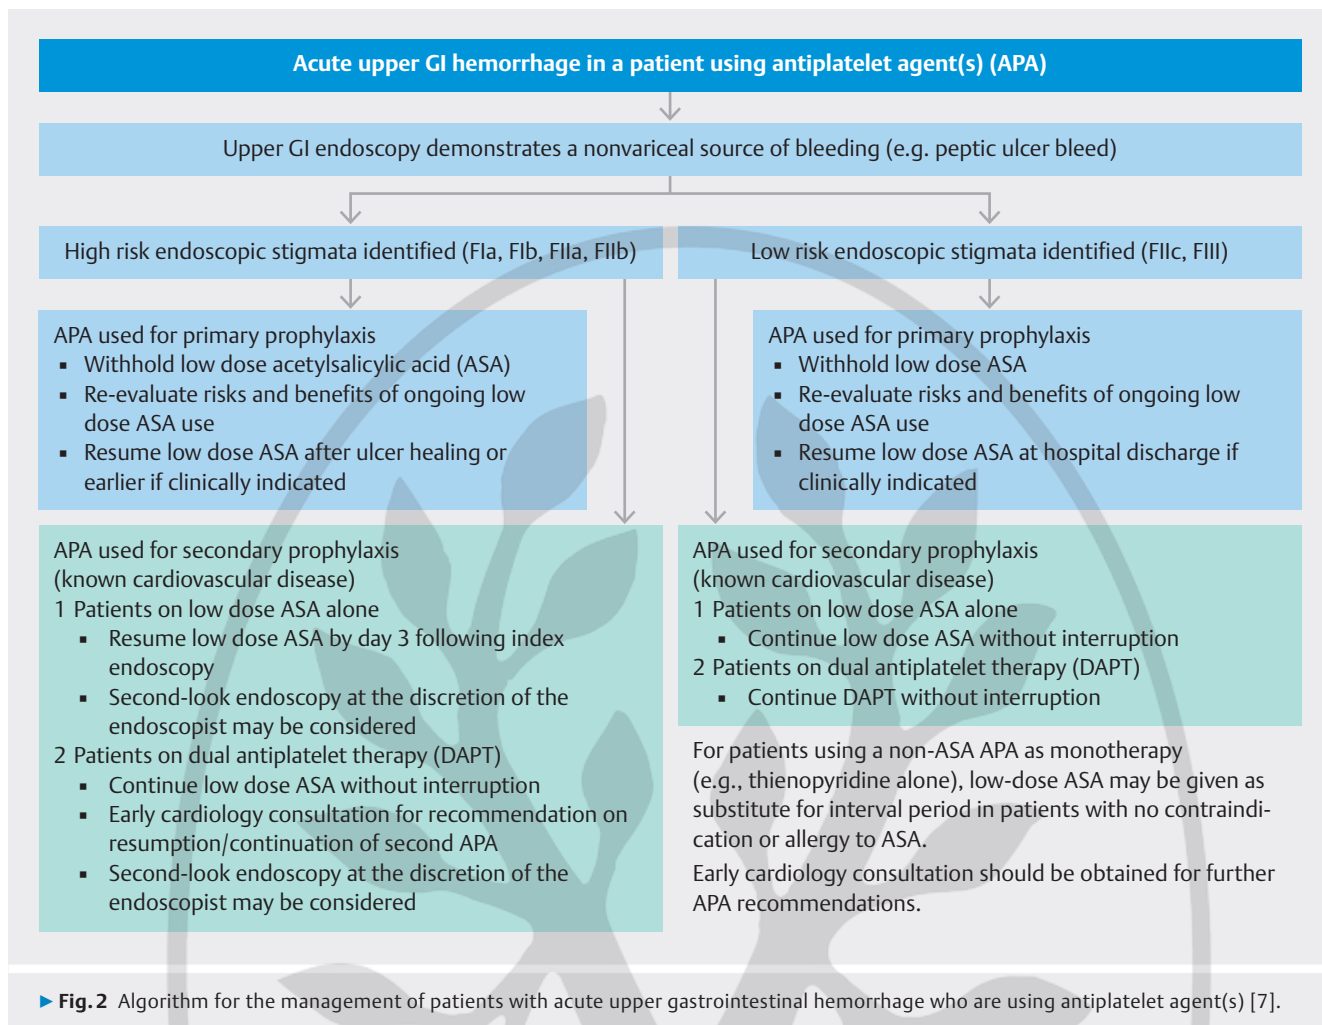 Acute upper GI hemorrhage in a patient using antiplatelet agent(s) (APA)
Upper GI endoscopy demonstrates a nonvariceal source of bleeding (e.g. peptic ulcer bleed)
High risk endoscopic stigmata identified (FIa, FIb, FIIa, FIIb)
Low risk endoscopic stigmata identified (FIIc, FIII)
APA used for primary prophylaxis
▪ Withhold low dose acetylsalicylic acid (ASA)
▪ Re-evaluate risks and benefits of ongoing low
dose ASA use
▪ Resume low dose ASA after ulcer healing or
earlier if clinically indicated
APA used for primary prophylaxis
▪ Withhold low dose ASA
▪ Re-evaluate risks and benefits of ongoing low
dose ASA use
▪ Resume low dose ASA at hospital discharge if
clinically indicated
APA used for secondary prophylaxis
(known cardiovascular disease)
1 Patients on low dose ASA alone
▪ Resume low dose ASA by day 3 following index
endoscopy
▪ Second-look endoscopy at the discretion of the
endoscopist may be considered
2 Patients on dual antiplatelet therapy (DAPT)
▪ Continue low dose ASA without interruption
▪ Early cardiology consultation for recommendation on
resumption/continuation of second APA
▪ Second-look endoscopy at the discretion of the
endoscopist may be considered
APA used for secondary prophylaxis
(known cardiovascular disease)
1 Patients on low dose ASA alone
▪ Continue low dose ASA without interruption
2 Patients on dual antiplatelet therapy (DAPT)
▪ Continue DAPT without interruption
For patients using a non-ASA APA as monotherapy
(e.g., thienopyridine alone), low-dose ASA may be given as
substitute for interval period in patients with no contraindi-
cation or allergy to ASA.
Early cardiology consultation should be obtained for further
APA recommendations.
▶ Fig. 2 Algorithm for the management of patients with acute upper gastrointestinal hemorrhage who are using antiplatelet agent(s) [7].